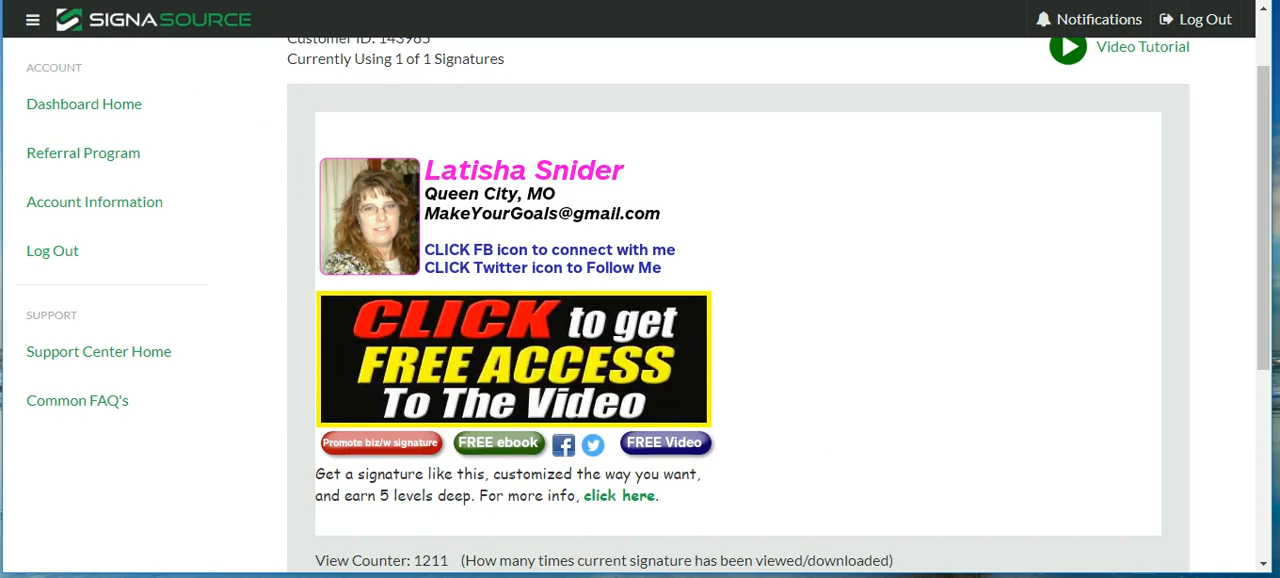 SIGNASOURCE
Notifications
Log Out
Customer ID: 143965
Currently Using 1 of 1 Signatures
Video Tutorial
ACCOUNT
Dashboard Home
Referral Program
Account Information
Log Out
SUPPORT
Support Center Home
Common FAQ's
Latisha Snider
Queen City, MO
MakeYourGoals@gmail.com
CLICK FB icon to connect with me
CLICK Twitter icon to Follow Me
CLICK to get
FREE ACCESS
To The Video
Promote biz/w signature
FREE ebook
FREE Video
Get a signature like this, customized the way you want,
and earn 5 levels deep. For more info, click here.
View Counter: 1211 (How many times current signature has been viewed/downloaded)